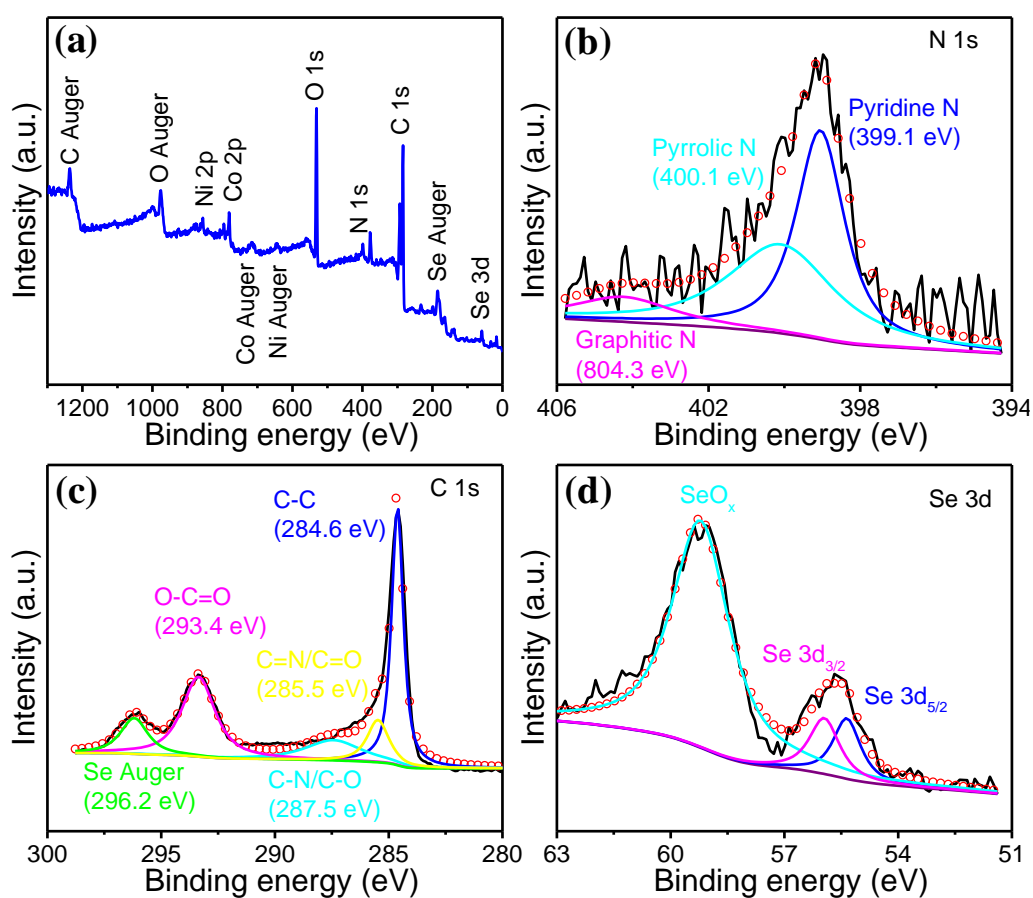 (a)
C Auger
O Auger
Ni 2p
Co 2p
O 1s
N 1s
C 1s
Se Auger
Se 3d
Co Auger
Ni Auger
Intensity (a.u.)
1200 1000 800 600 400 200 0
Binding energy (eV)
(b)
N 1s
Pyridine N
(399.1 eV)
Pyrrolic N
(400.1 eV)
Graphitic N
(804.3 eV)
Intensity (a.u.)
406 402 398 394
Binding energy (eV)
(c)
C 1s
C-C
(284.6 eV)
O-C=O
(293.4 eV)
C=N/C=O
(285.5 eV)
Se Auger
(296.2 eV)
C-N/C-O
(287.5 eV)
Intensity (a.u.)
300 295 290 285 280
Binding energy (eV)
(d)
SeOₓ
Se 3d
Se 3d₃/₂
Se 3d₅/₂
Intensity (a.u.)
63 60 57 54 51
Binding energy (eV)